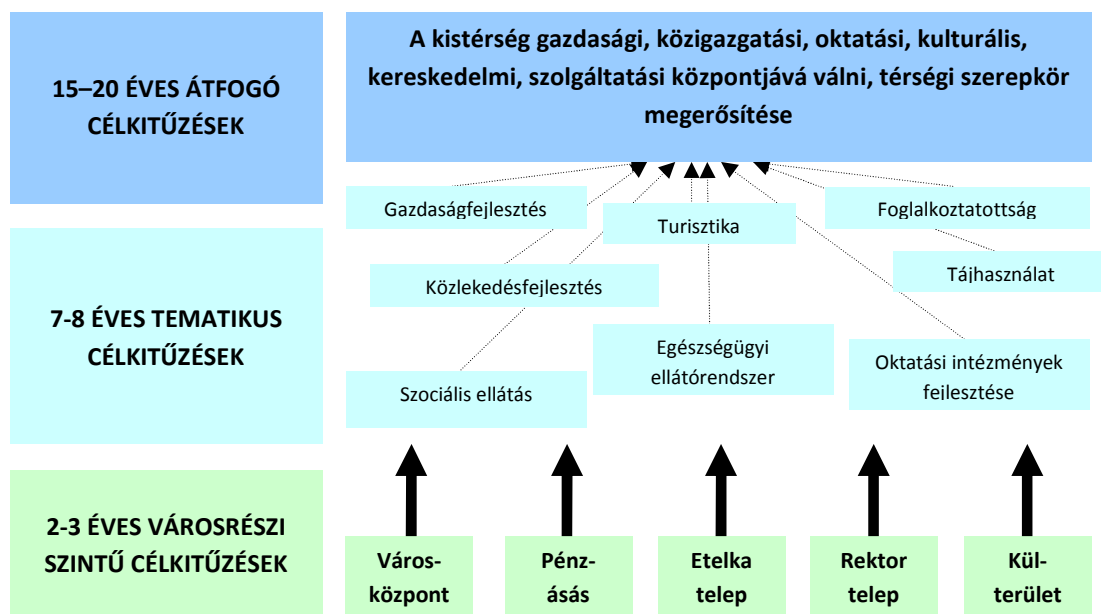 15–20 ÉVES ÁTFOGÓ
CÉLKITŰZÉSEK
A kistérség gazdasági, közigazgatási, oktatási, kulturális,
kereskedelmi, szolgáltatási központjává válni, térségi szerepkör
megerősítése
7-8 ÉVES TEMATIKUS
CÉLKITŰZÉSEK
Gazdaságfejlesztés
Turisztika
Foglalkoztatottság
Közlekedésfejlesztés
Tájhasználat
Szociális ellátás
Egészségügyi
ellátórendszer
Oktatási intézmények
fejlesztése
2-3 ÉVES VÁROSRÉSZI
SZINTŰ CÉLKITŰZÉSEK
Város-
központ
Pénz-
ásás
Etelka
telep
Rektor
telep
Kül-
terület